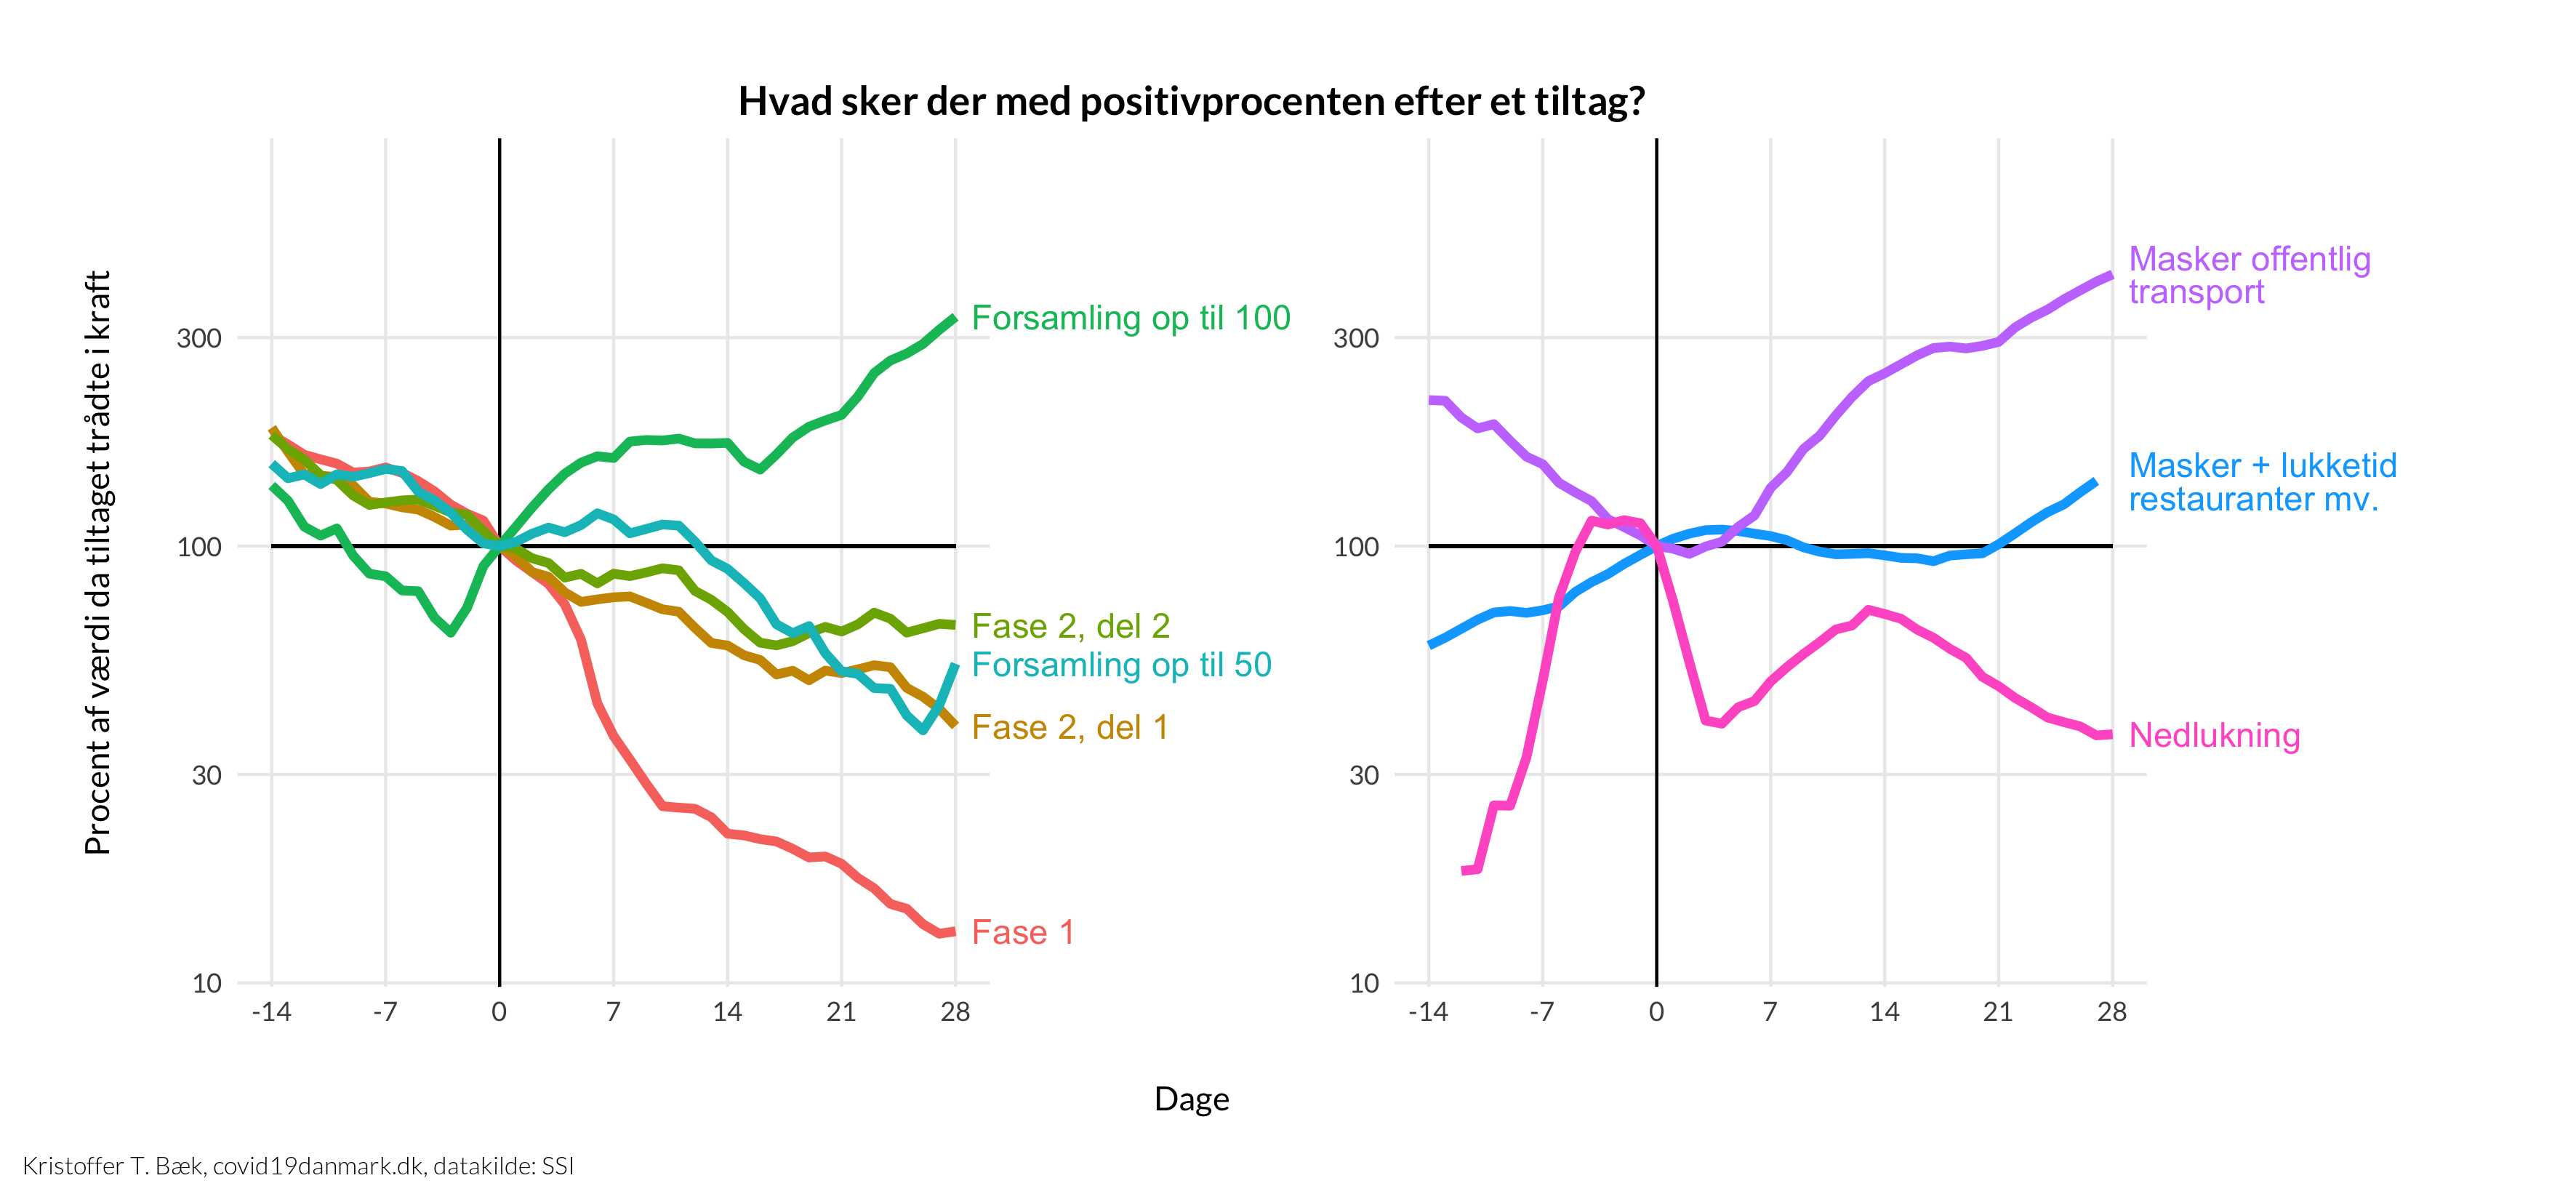 Hvad sker der med positivprocenten efter et tiltag?
Procent af værdi da tiltaget trådte i kraft
300
100
30
10
-14 -7 0 7 14 21 28
Forsamling op til 100
Fase 2, del 2
Forsamling op til 50
Fase 2, del 1
Fase 1
300
100
30
10
-14 -7 0 7 14 21 28
Masker offentlig
transport
Masker + lukketid
restauranter mv.
Nedlukning
Dage
Kristoffer T. Bæk, covid19danmark.dk, datakilde: SSI